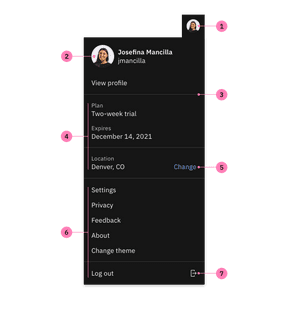 1
2
Josefina Mancilla
jmancilla
View profile
3
Plan
Two-week trial
4
Expires
December 14, 2021
Location
Denver, CO
Change
5
Settings
Privacy
Feedback
6
About
Change theme
Log out
7